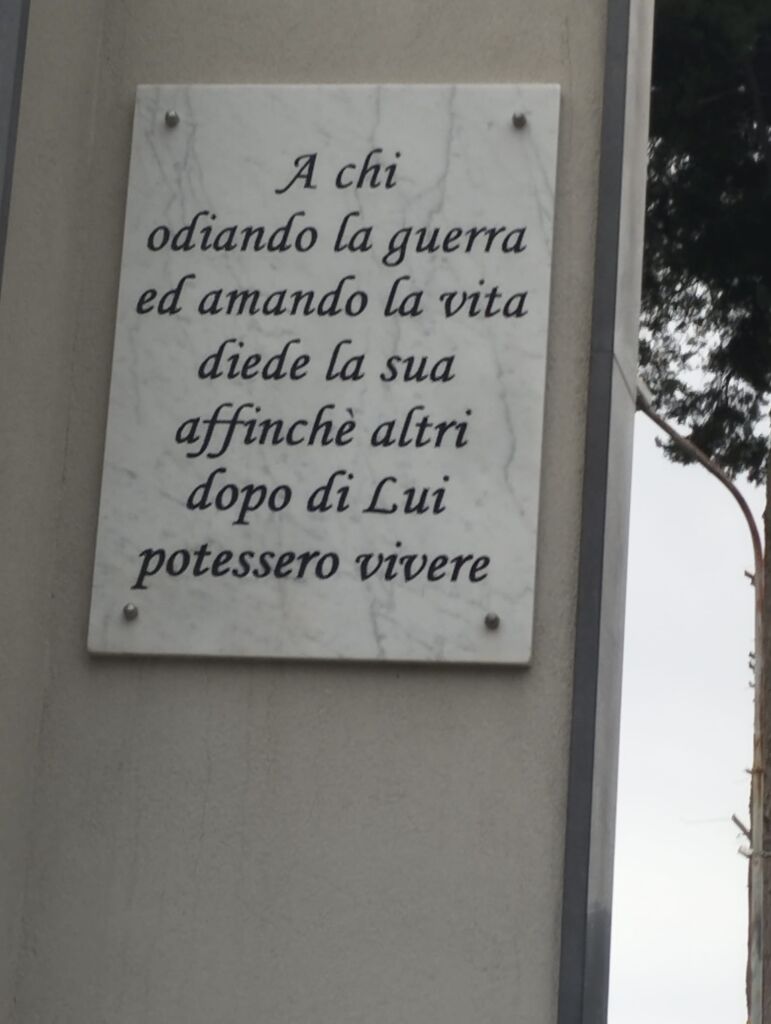 A chi
odiando la guerra
ed amando la vita
diede la sua
affinchè altri
dopo di Lui
potessero vivere